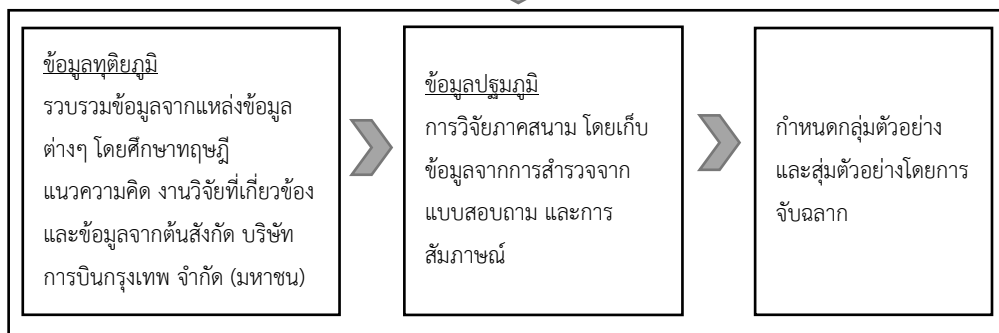 ข้อมูลทุติยภูมิ
รวบรวมข้อมูลจากแหล่งข้อมูล
ต่างๆ โดยศึกษาทฤษฎี
แนวความคิด งานวิจัยที่เกี่ยวข้อง
และข้อมูลจากต้นสังกัด บริษัท
การบินกรุงเทพ จำกัด (มหาชน)
ข้อมูลปฐมภูมิ
การวิจัยภาคสนาม โดยเก็บ
ข้อมูลจากการสำรวจจาก
แบบสอบถาม และการ
สัมภาษณ์
กำหนดกลุ่มตัวอย่าง
และสุ่มตัวอย่างโดยการ
จับฉลาก